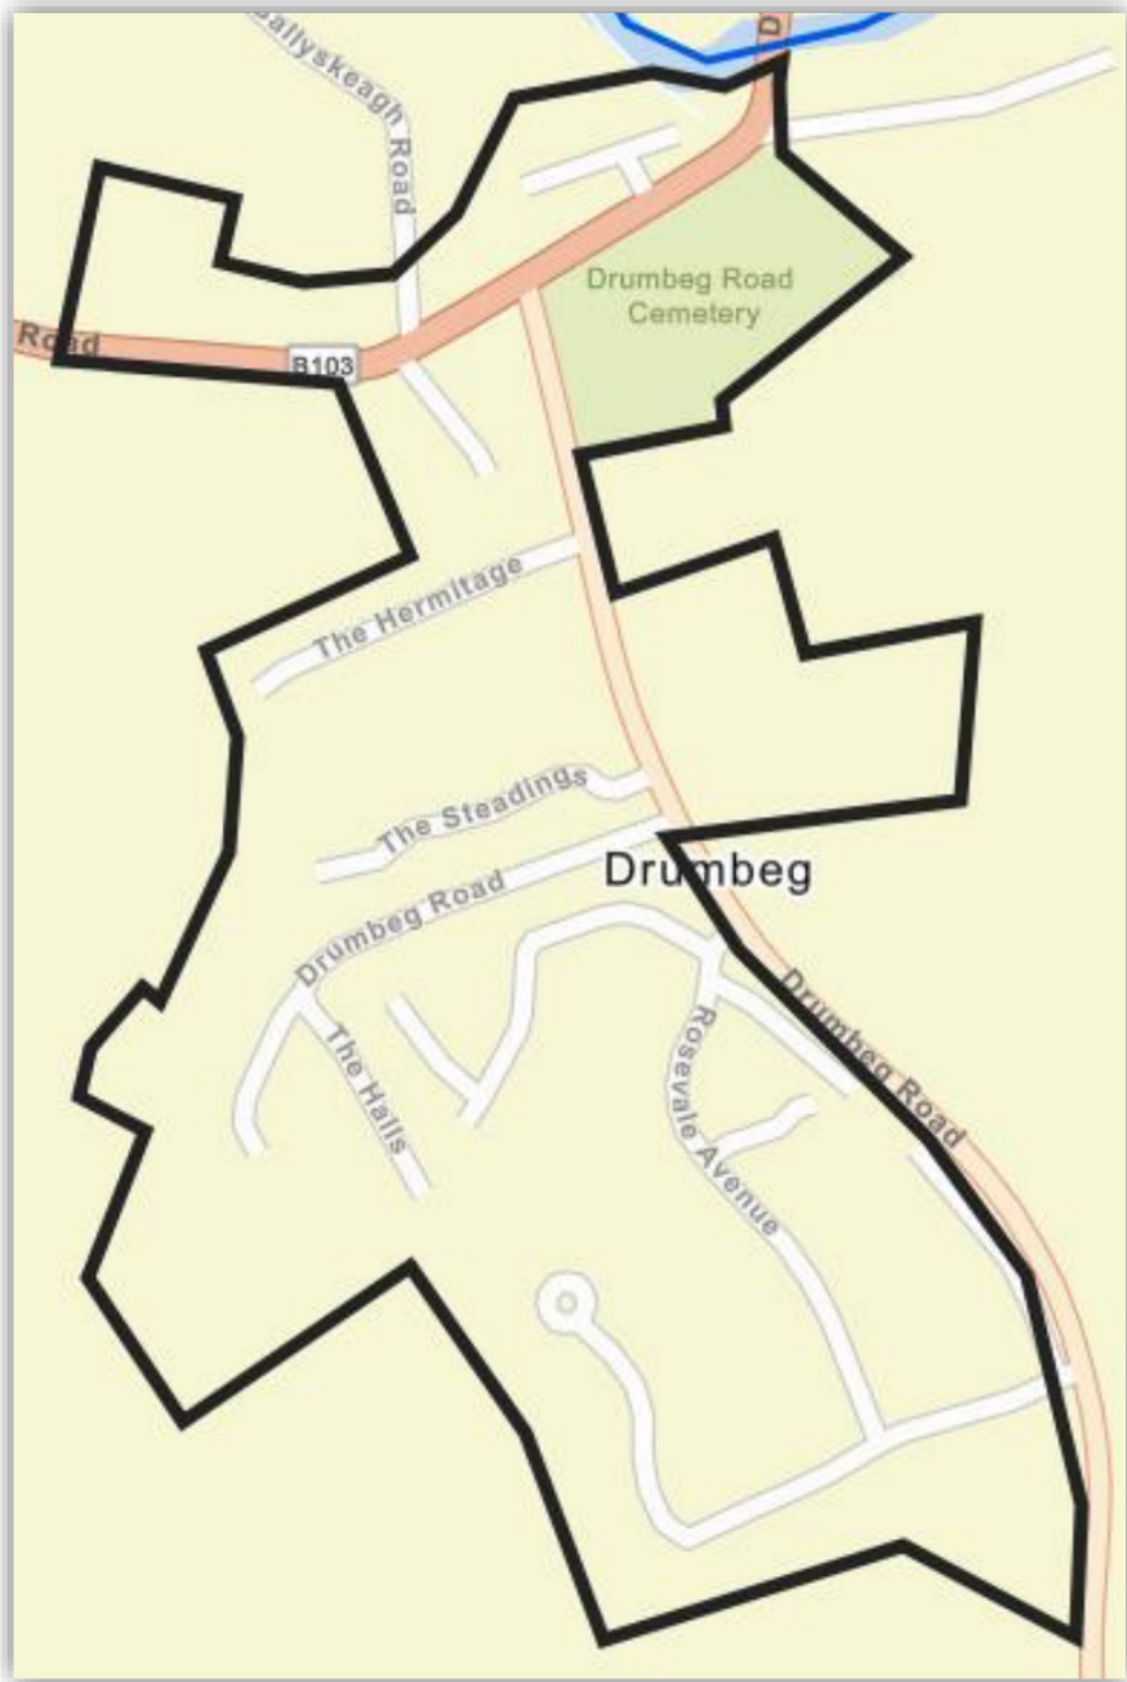 D
Ballyskeagh Road
Drumbeg Road
Cemetery
Road
B103
The Hermitage
The Steadings
Drumbeg
Drumbeg Road
Drumbeg Road
Rosevale Avenue
The Halls